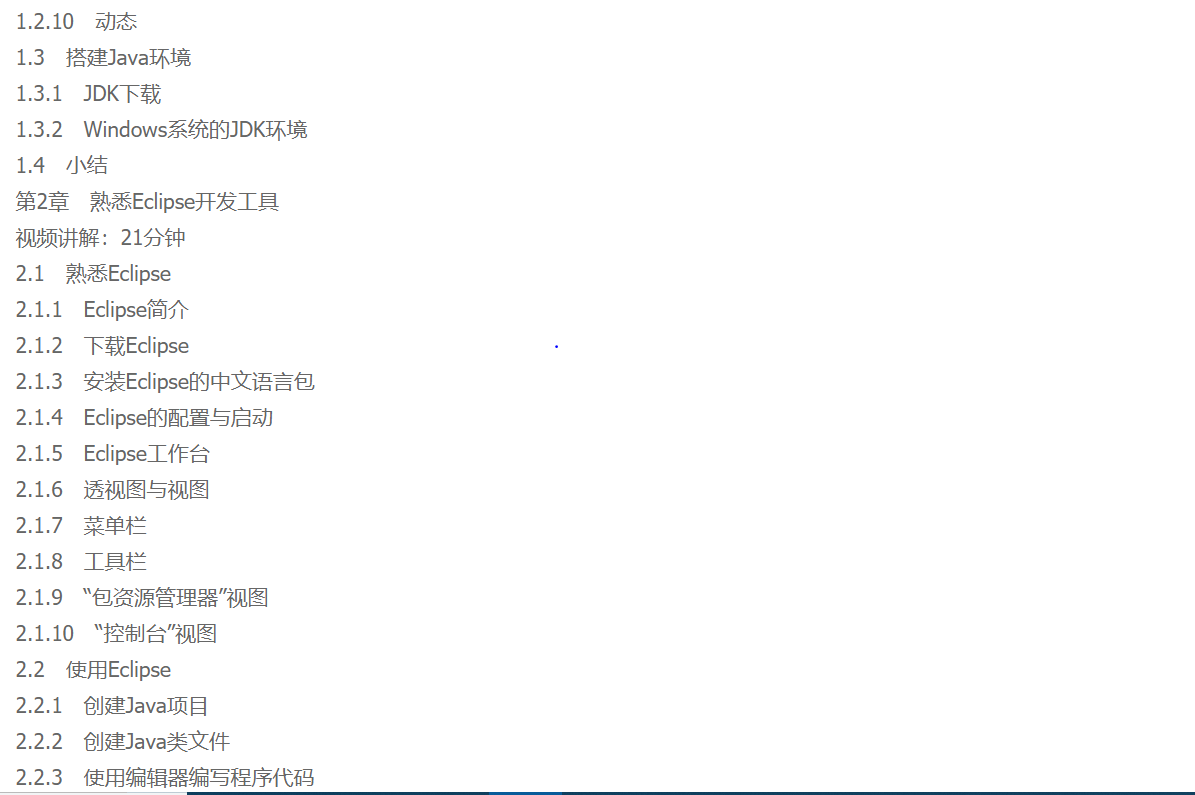 1.2.10 动态
1.3 搭建Java环境
1.3.1 JDK下载
1.3.2 Windows系统的JDK环境
1.4 小结
第2章 熟悉Eclipse开发工具
视频讲解：21分钟
2.1 熟悉Eclipse
2.1.1 Eclipse简介
2.1.2 下载Eclipse
2.1.3 安装Eclipse的中文语言包
2.1.4 Eclipse的配置与启动
2.1.5 Eclipse工作台
2.1.6 透视图与视图
2.1.7 菜单栏
2.1.8 工具栏
2.1.9 “包资源管理器”视图
2.1.10 “控制台”视图
2.2 使用Eclipse
2.2.1 创建Java项目
2.2.2 创建Java类文件
2.2.3 使用编辑器编写程序代码